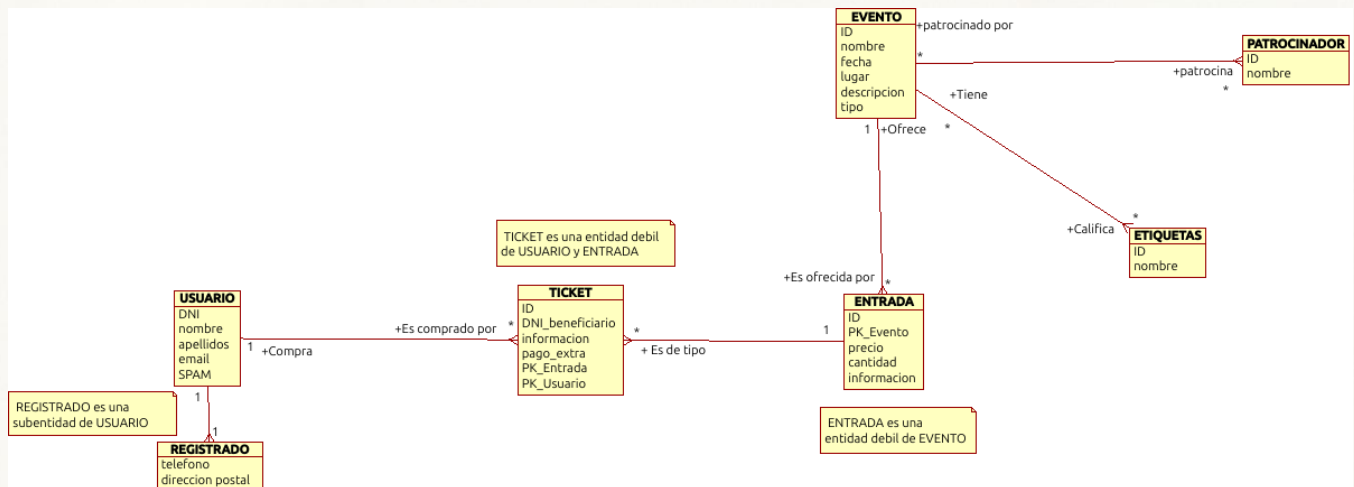 EVENTO
ID
nombre
fecha
lugar
descripcion
tipo
+patrocinado por
*
+patrocina
*
PATROCINADOR
ID
nombre
+Tiene
*
1
+Ofrece
+Califica
*
ETIQUETAS
ID
nombre
TICKET es una entidad debil
de USUARIO y ENTRADA
+Es ofrecida por
*
USUARIO
DNI
nombre
apellidos
email
SPAM
1
+Compra
+Es comprado por
*
TICKET
ID
DNI_beneficiario
informacion
pago_extra
PK_Entrada
PK_Usuario
*
+ Es de tipo
1
ENTRADA
ID
PK_Evento
precio
cantidad
informacion
REGISTRADO es una
subentidad de USUARIO
1
1
REGISTRADO
telefono
direccion postal
ENTRADA es una
entidad debil de EVENTO